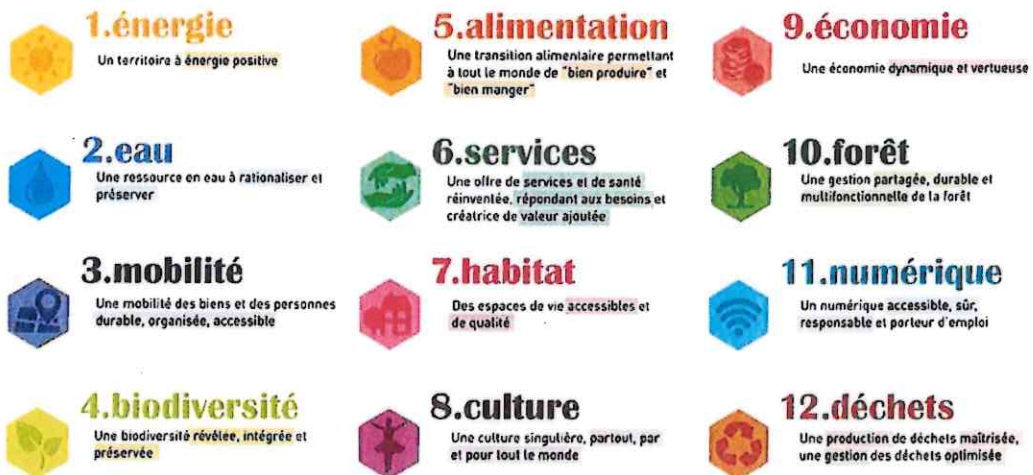 1.énergie
Un territoire à énergie positive
2.eau
Une ressource en eau à rationaliser et
préserver
3.mobilité
Une mobilité des biens et des personnes
durable, organisée, accessible
4.biodiversité
Une biodiversité révélée, intégrée et
préservée
5.alimentation
Une transition alimentaire permettant
à tout le monde de "bien produire" et
"bien manger"
6.services
Une offre de services et de santé
réinventée, répondant aux besoins et
créatrice de valeur ajoutée
7.habitat
Des espaces de vie accessibles et
de qualité
8.culture
Une culture singulière, partout, par
et pour tout le monde
9.économie
Une économie dynamique et vertueuse
10.forêt
Une gestion partagée, durable et
multifonctionnelle de la forêt
11.numérique
Un numérique accessible, sûr,
responsable et porteur d'emploi
12.déchets
Une production de déchets maîtrisée,
une gestion des déchets optimisée